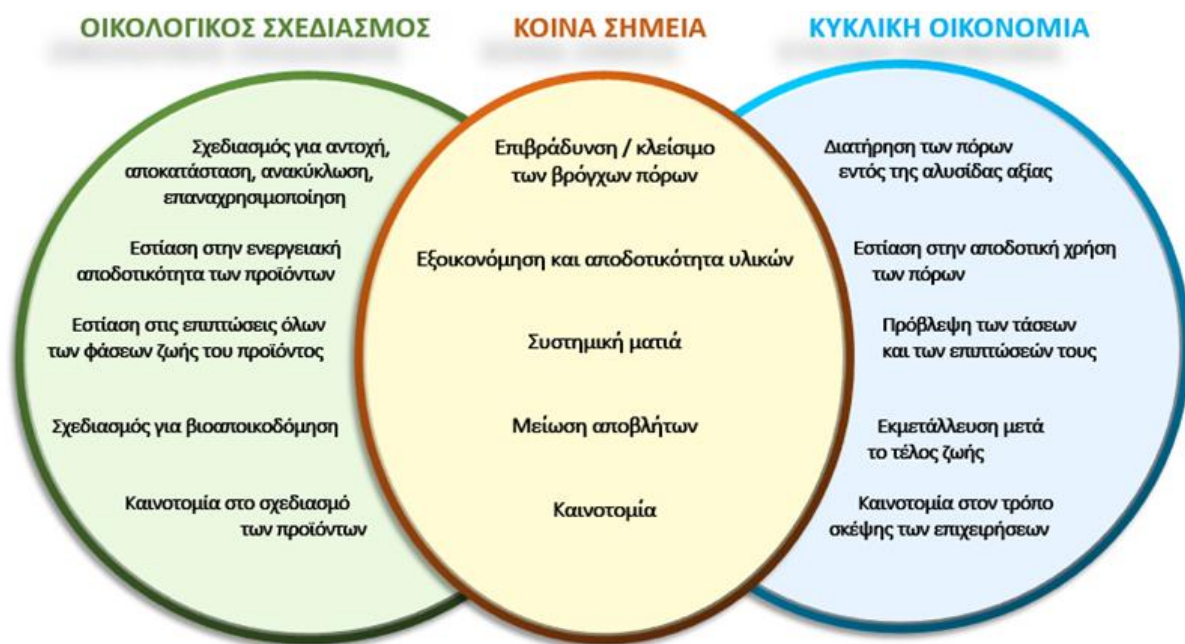 ΟΙΚΟΛΟΓΙΚΟΣ ΣΧΕΔΙΑΣΜΟΣ
Σχεδιασμός για αντοχή,
αποκατάσταση, ανακύκλωση,
επαναχρησιμοποίηση
Εστίαση στην ενεργειακή
αποδοτικότητα των προϊόντων
Εστίαση στις επιπτώσεις όλων
των φάσεων ζωής του προϊόντος
Σχεδιασμός για βιοαποικοδόμηση
Καινοτομία στο σχεδιασμό
των προϊόντων
ΚΟΙΝΑ ΣΗΜΕΙΑ
Επιβράδυνση / κλείσιμο
των βρόγχων πόρων
Εξοικονόμηση και αποδοτικότητα υλικών
Συστημική ματιά
Μείωση αποβλήτων
Καινοτομία
ΚΥΚΛΙΚΗ ΟΙΚΟΝΟΜΙΑ
Διατήρηση των πόρων
εντός της αλυσίδας αξίας
Εστίαση στην αποδοτική χρήση
των πόρων
Πρόβλεψη των τάσεων
και των επιπτώσεών τους
Εκμετάλλευση μετά
το τέλος ζωής
Καινοτομία στον τρόπο
σκέψης των επιχειρήσεων